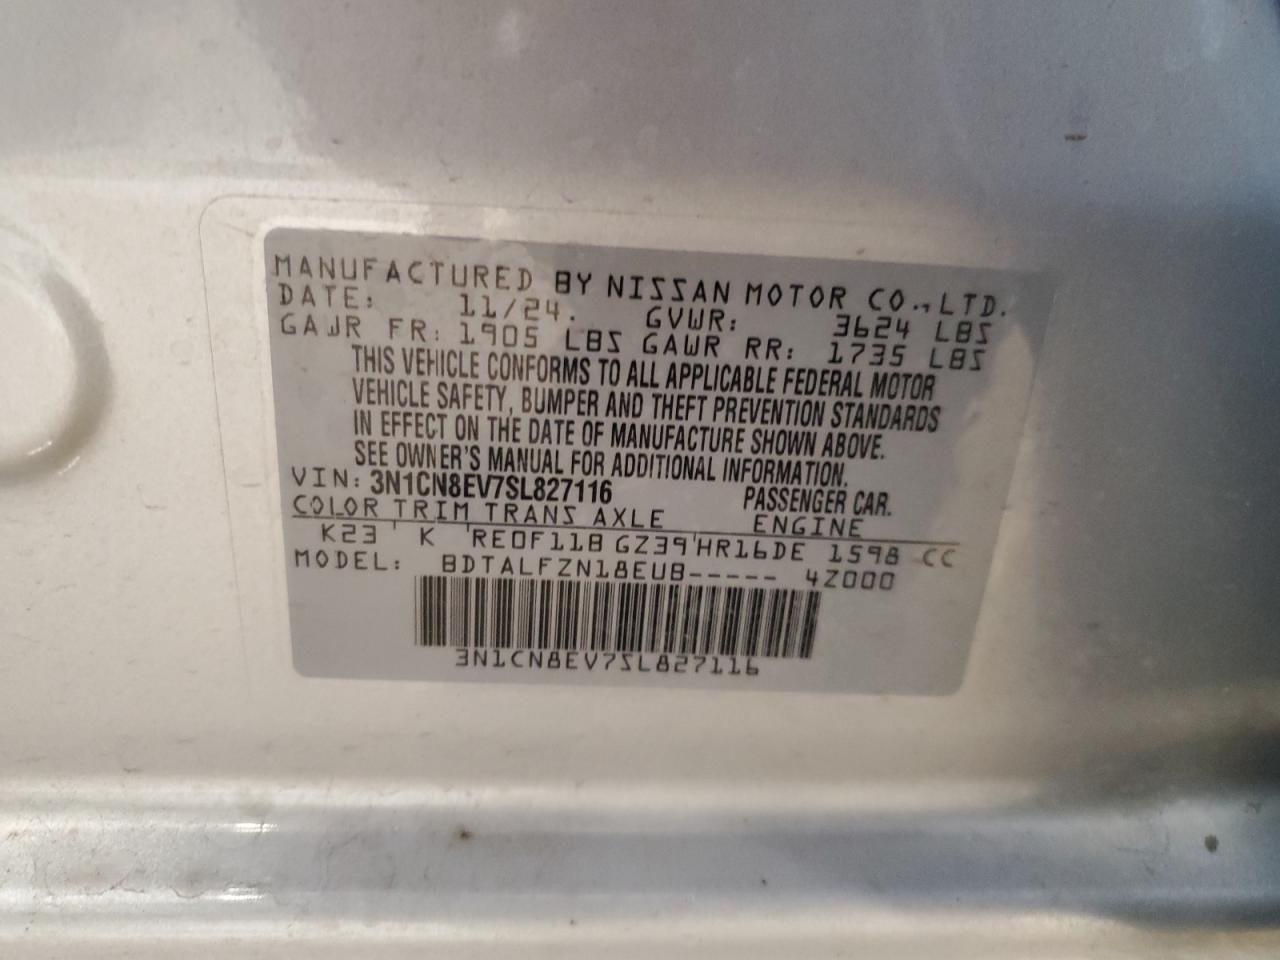 MANUFACTURED BY NISSAN MOTOR CO.,LTD.
DATE: 11/24. GVWR: 3624 LBS
GAWR FR: 1905 LBS GAWR RR: 1735 LBS
THIS VEHICLE CONFORMS TO ALL APPLICABLE FEDERAL MOTOR
VEHICLE SAFETY, BUMPER AND THEFT PREVENTION STANDARDS
IN EFFECT ON THE DATE OF MANUFACTURE SHOWN ABOVE.
SEE OWNER'S MANUAL FOR ADDITIONAL INFORMATION.
VIN: 3N1CN8EV7SL827116 PASSENGER CAR.
COLOR TRIM TRANS AXLE ENGINE
K23 ' K 'RE0F11B GZ39'HR16DE 1598 CC
MODEL: BDTALFZN18EUB----- 4Z000
3N1CN8EV7SL827116